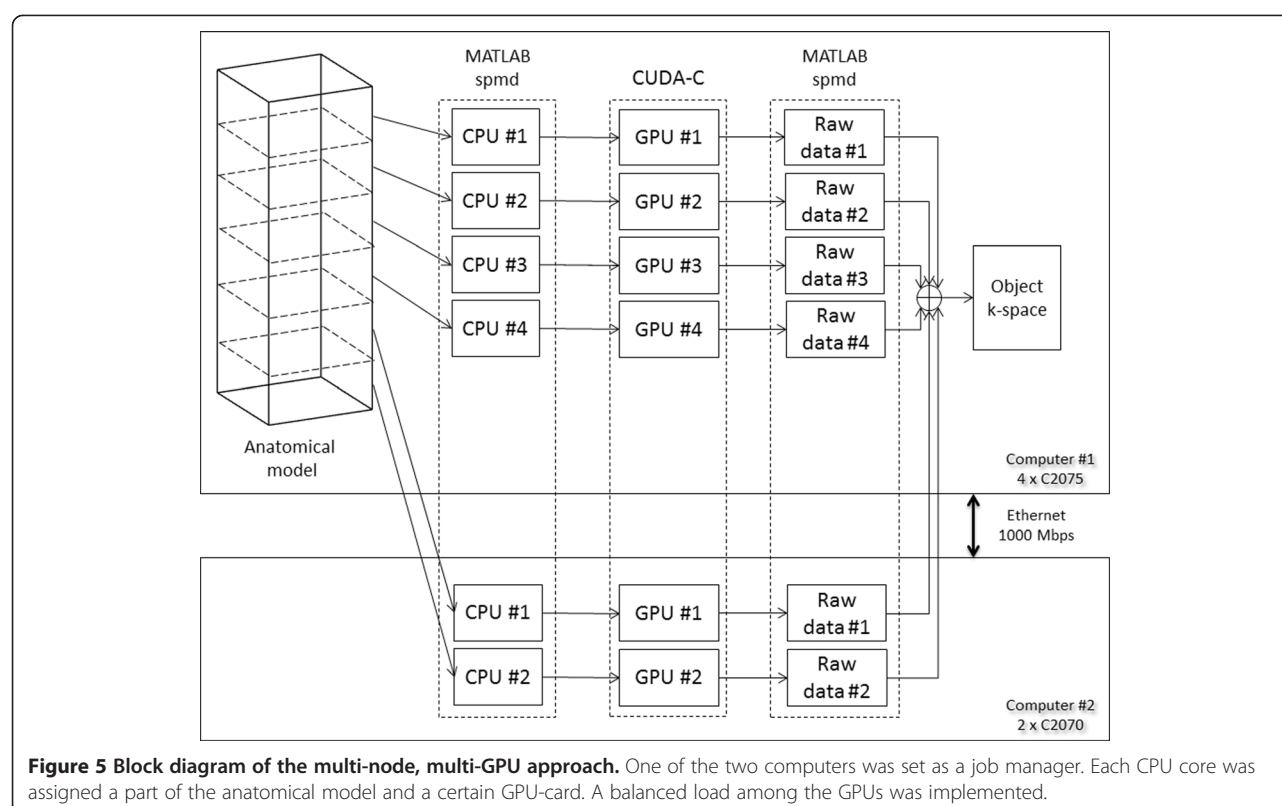 MATLAB
spmd
CUDA-C
MATLAB
spmd
CPU #1
GPU #1
Raw
data #1
CPU #2
GPU #2
Raw
data #2
CPU #3
GPU #3
Raw
data #3
CPU #4
GPU #4
Raw
data #4
Object
k-space
Anatomical
model
Computer #1
4 x C2075
Ethernet
1000 Mbps
CPU #1
GPU #1
Raw
data #1
CPU #2
GPU #2
Raw
data #2
Computer #2
2 x C2070
Figure 5 Block diagram of the multi-node, multi-GPU approach. One of the two computers was set as a job manager. Each CPU core was
assigned a part of the anatomical model and a certain GPU-card. A balanced load among the GPUs was implemented.